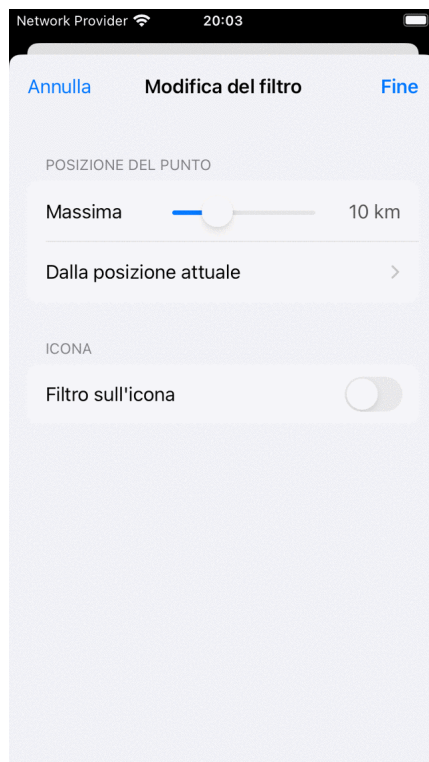 Network Provider 20:03
Annulla Modifica del filtro Fine
POSIZIONE DEL PUNTO
Massima 10 km
Dalla posizione attuale
ICONA
Filtro sull'icona